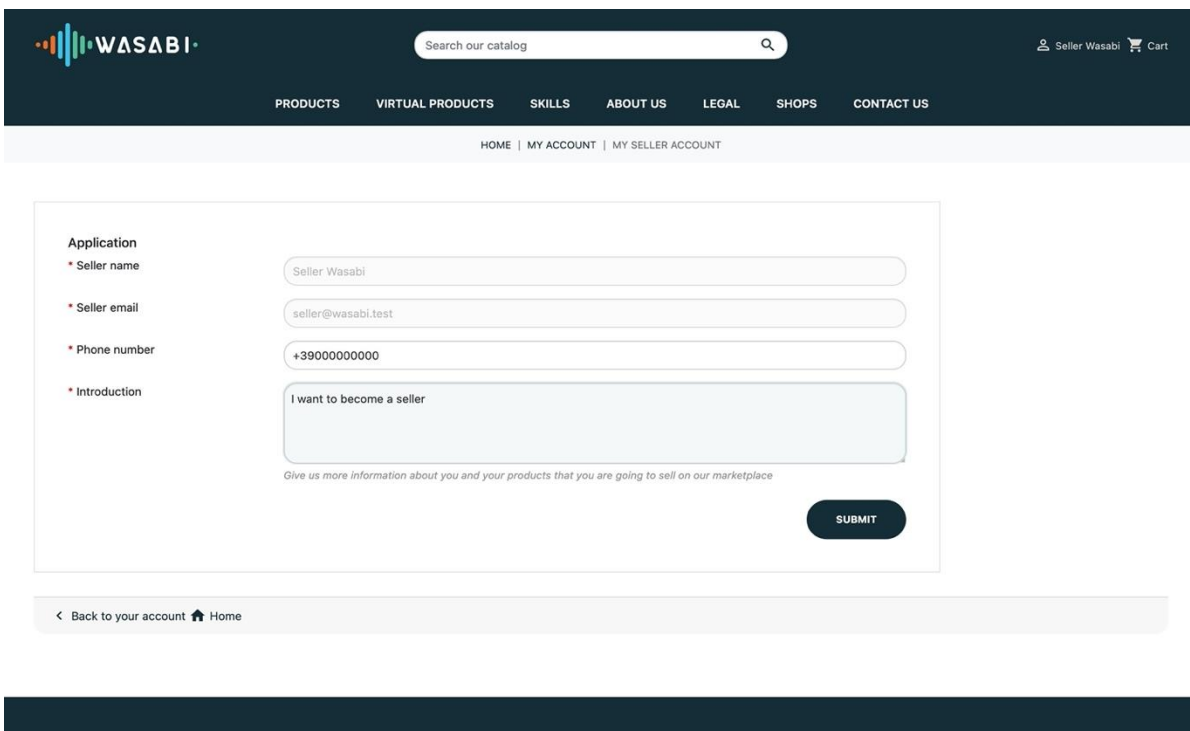 WASABI
Search our catalog
Seller Wasabi Cart
PRODUCTS VIRTUAL PRODUCTS SKILLS ABOUT US LEGAL SHOPS CONTACT US
HOME | MY ACCOUNT | MY SELLER ACCOUNT
Application
* Seller name
Seller Wasabi
* Seller email
seller@wasabi.test
* Phone number
+39000000000
* Introduction
I want to become a seller
Give us more information about you and your products that you are going to sell on our marketplace
SUBMIT
< Back to your account Home